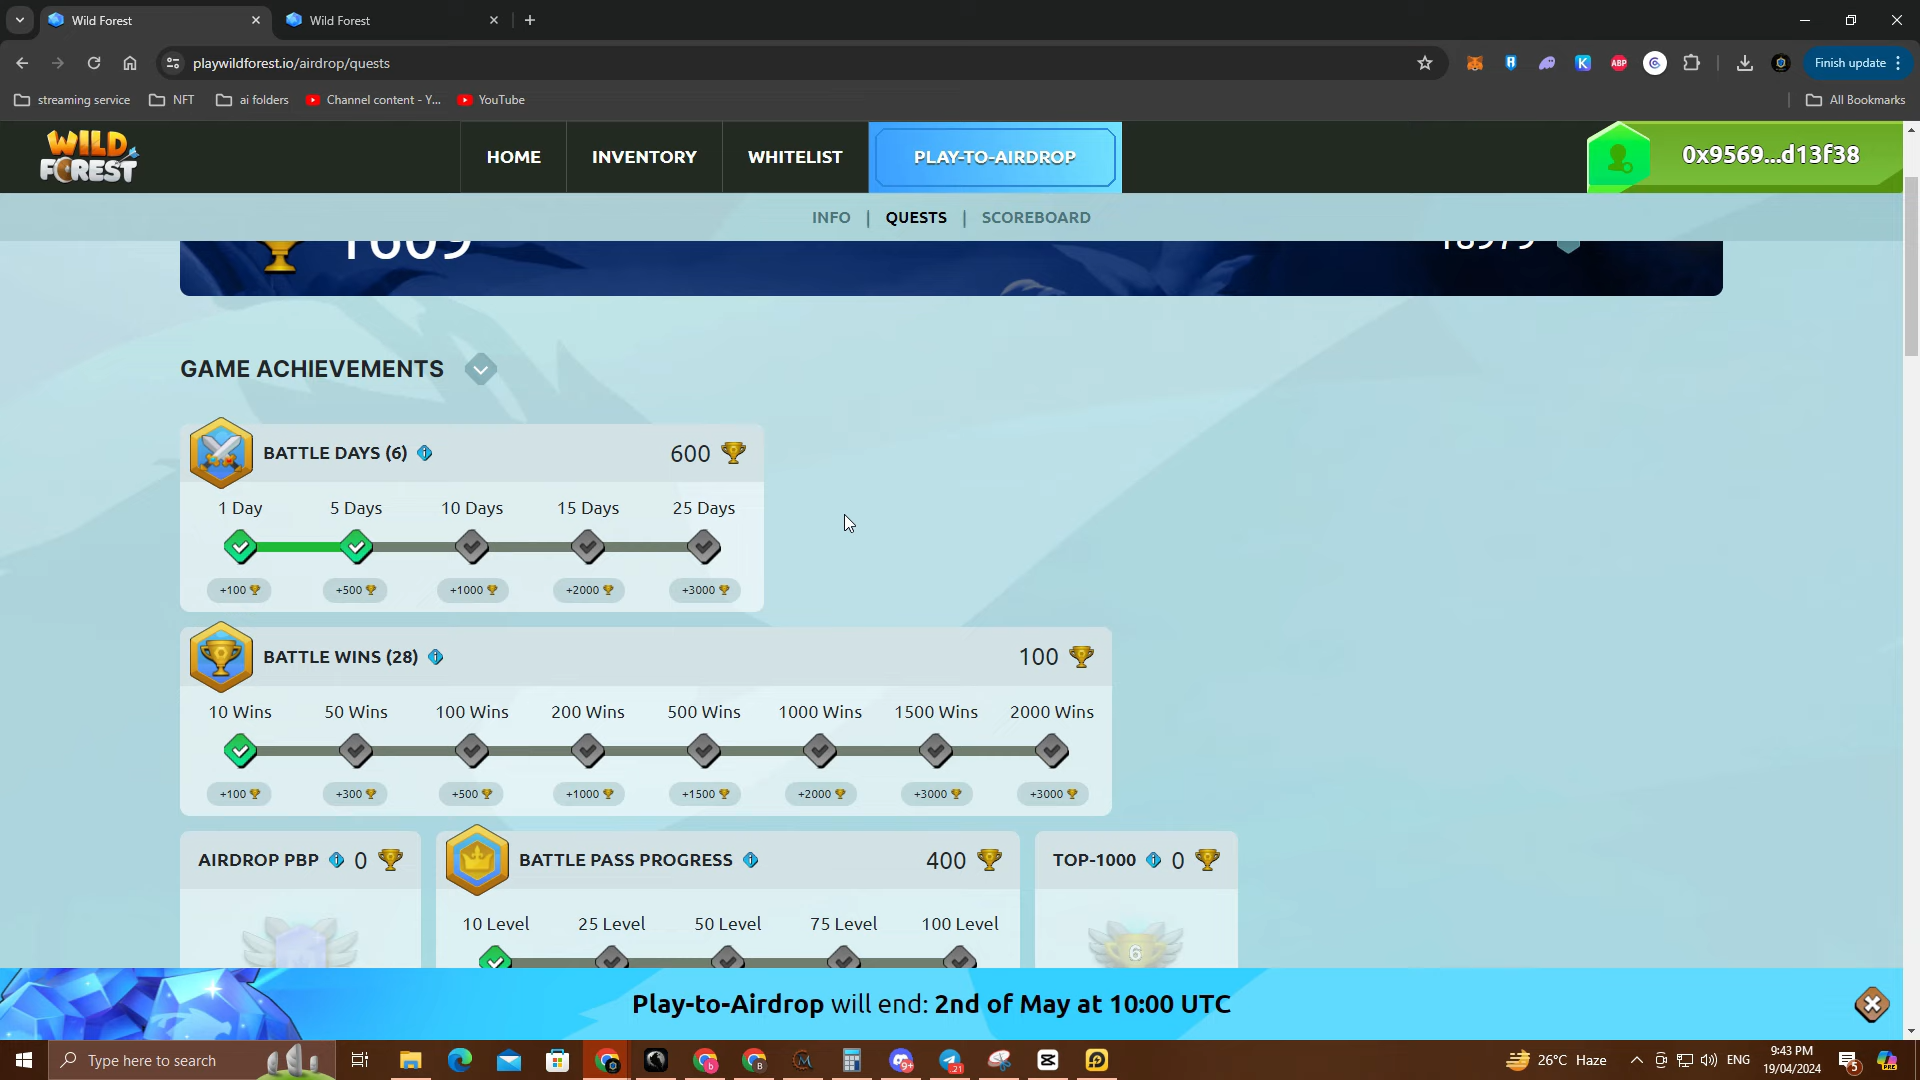 Wild Forest
Wild Forest
playwildforest.io/airdrop/quests
Finish update
streaming service
NFT
ai folders
Channel content - Y...
YouTube
All Bookmarks
WILD
FOREST
HOME
INVENTORY
WHITELIST
PLAY-TO-AIRDROP
0x9569...d13f38
INFO | QUESTS | SCOREBOARD
1609
18979
GAME ACHIEVEMENTS
BATTLE DAYS (6)
600
1 Day
5 Days
10 Days
15 Days
25 Days
+100
+500
+1000
+2000
+3000
BATTLE WINS (28)
100
10 Wins
50 Wins
100 Wins
200 Wins
500 Wins
1000 Wins
1500 Wins
2000 Wins
+100
+300
+500
+1000
+1500
+2000
+3000
+3000
AIRDROP PBP
0
BATTLE PASS PROGRESS
400
TOP-1000
0
10 Level
25 Level
50 Level
75 Level
100 Level
6
Play-to-Airdrop will end: 2nd of May at 10:00 UTC
Type here to search
26°C Haze
ENG
9:43 PM
19/04/2024
5